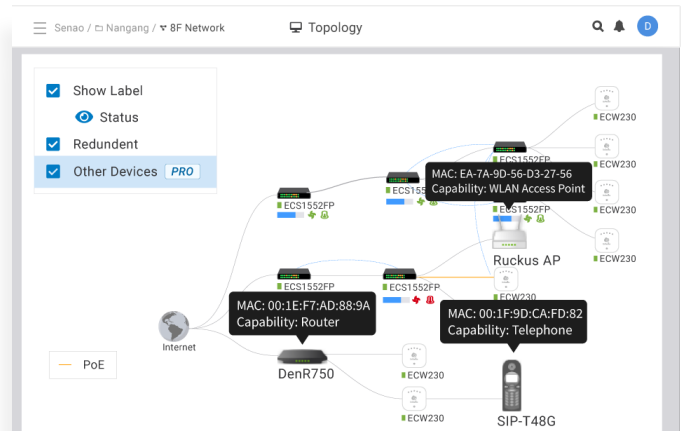 Senao / Nangang / 8F Network
Topology
D
Show Label
Status
Redundent
Other Devices PRO
ECW230
ECW230
ECS1552FP
MAC: EA-7A-9D-56-D3-27-56
Capability: WLAN Access Point
ECS155
ECW230
ECS1552FP
ECS1552FP
Ruckus AP
ECW230
ECS1552FP
ECS1552FP
ECW230
MAC: 00:1E:F7:AD:88:9A
Capability: Router
MAC: 00:1F:9D:CA:FD:82
Capability: Telephone
Internet
PoE
DenR750
ECW230
ECW230
SIP-T48G